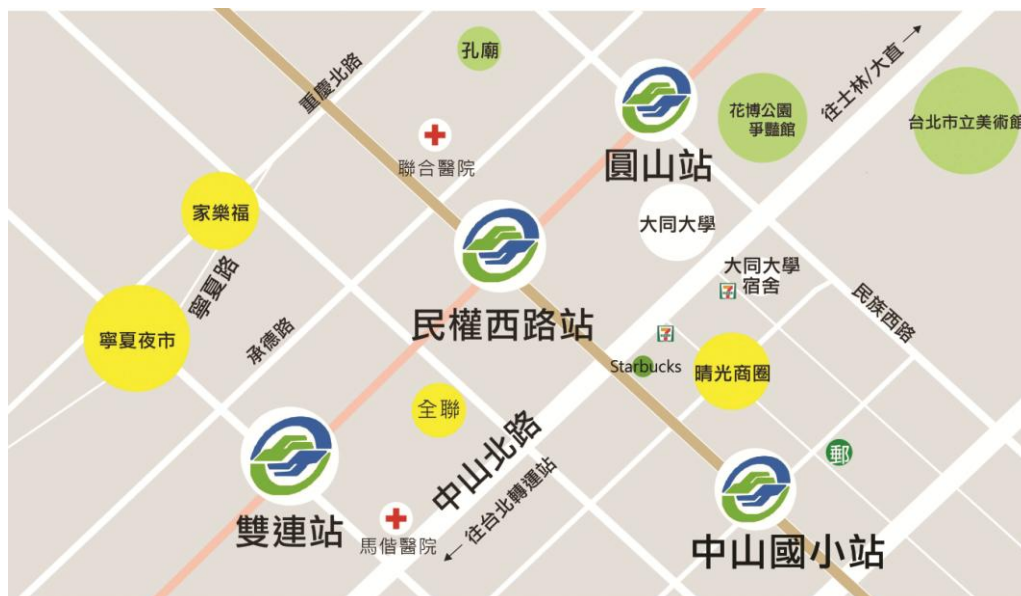 孔廟
重慶北路
花博公園
爭豔館
往士林/大直 →
台北市立美術館
聯合醫院
圓山站
家樂福
大同大學
大同大學
宿舍
7
寧夏路
民族西路
民權西路站
寧夏夜市
承德路
7
Starbucks
晴光商圈
全聯
中山北路
郵
雙連站
馬偕醫院
← 往台北轉運站
中山國小站